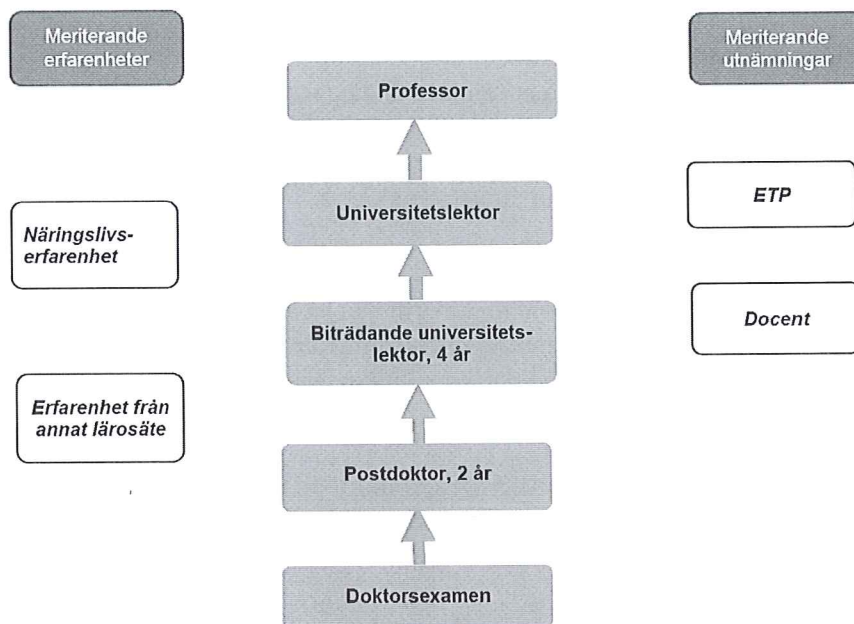 Meriterande
erfarenheter
Meriterande
utnämningar
Professor
Universitetslektor
Biträdande universitets-
lektor, 4 år
Postdoktor, 2 år
Doktorsexamen
Näringslivs-
erfarenhet
Erfarenhet från
annat lärosäte
ETP
Docent